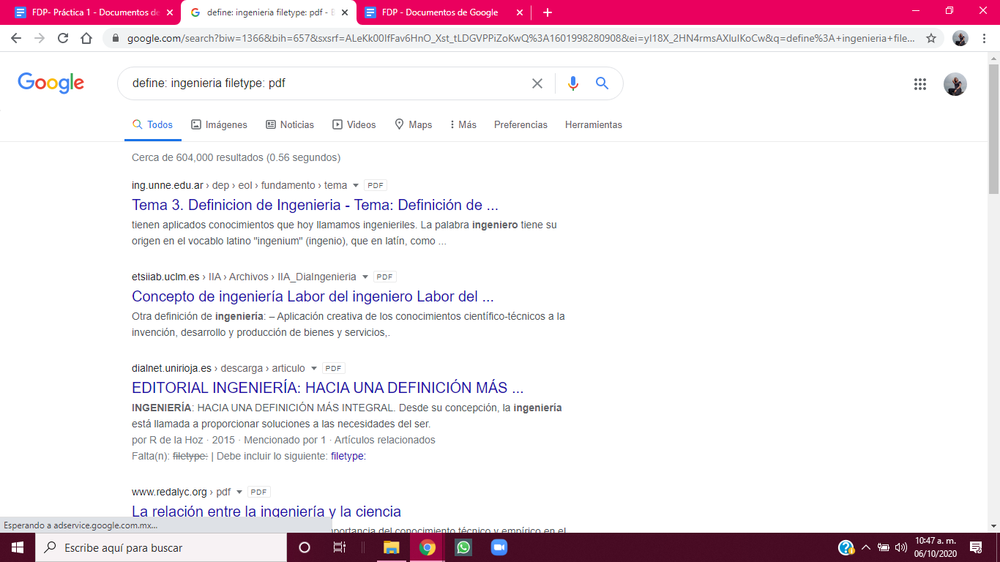 FDP- Práctica 1 - Documentos de
define: ingenieria filetype: pdf - B
FDP - Documentos de Google
google.com/search?biw=1366&bih=657&sxsrf=ALeKk00IfFav6HnO_Xst_tLDGVPPiZoKwQ%3A1601998280908&ei=yI18X_2HN4rmsAXIuIKoCw&q=define%3A+ingenieria+file...
Google
define: ingenieria filetype: pdf
Todos Imágenes Noticias Videos Maps Más Preferencias Herramientas
Cerca de 604,000 resultados (0.56 segundos)
ing.unne.edu.ar › dep › eol › fundamento › tema PDF
Tema 3. Definicion de Ingenieria - Tema: Definición de ...
tienen aplicados conocimientos que hoy llamamos ingenieriles. La palabra ingeniero tiene su
origen en el vocablo latino "ingenium" (ingenio), que en latín, como ...
etsiiab.uclm.es › IIA › Archivos › IIA_DiaIngenieria PDF
Concepto de ingeniería Labor del ingeniero Labor del ...
Otra definición de ingeniería: – Aplicación creativa de los conocimientos científico-técnicos a la
invención, desarrollo y producción de bienes y servicios,.
dialnet.unirioja.es › descarga › articulo PDF
EDITORIAL INGENIERÍA: HACIA UNA DEFINICIÓN MÁS ...
INGENIERÍA: HACIA UNA DEFINICIÓN MÁS INTEGRAL. Desde su concepción, la ingeniería
está llamada a proporcionar soluciones a las necesidades del ser.
por R de la Hoz · 2015 · Mencionado por 1 · Artículos relacionados
Falta(n): filetype: | Debe incluir lo siguiente: filetype:
www.redalyc.org › pdf PDF
La relación entre la ingeniería y la ciencia
Esperando a adservice.google.com.mx...
mportancia del conocimiento técnico y empírico en el
Escribe aquí para buscar
10:47 a. m.
06/10/2020